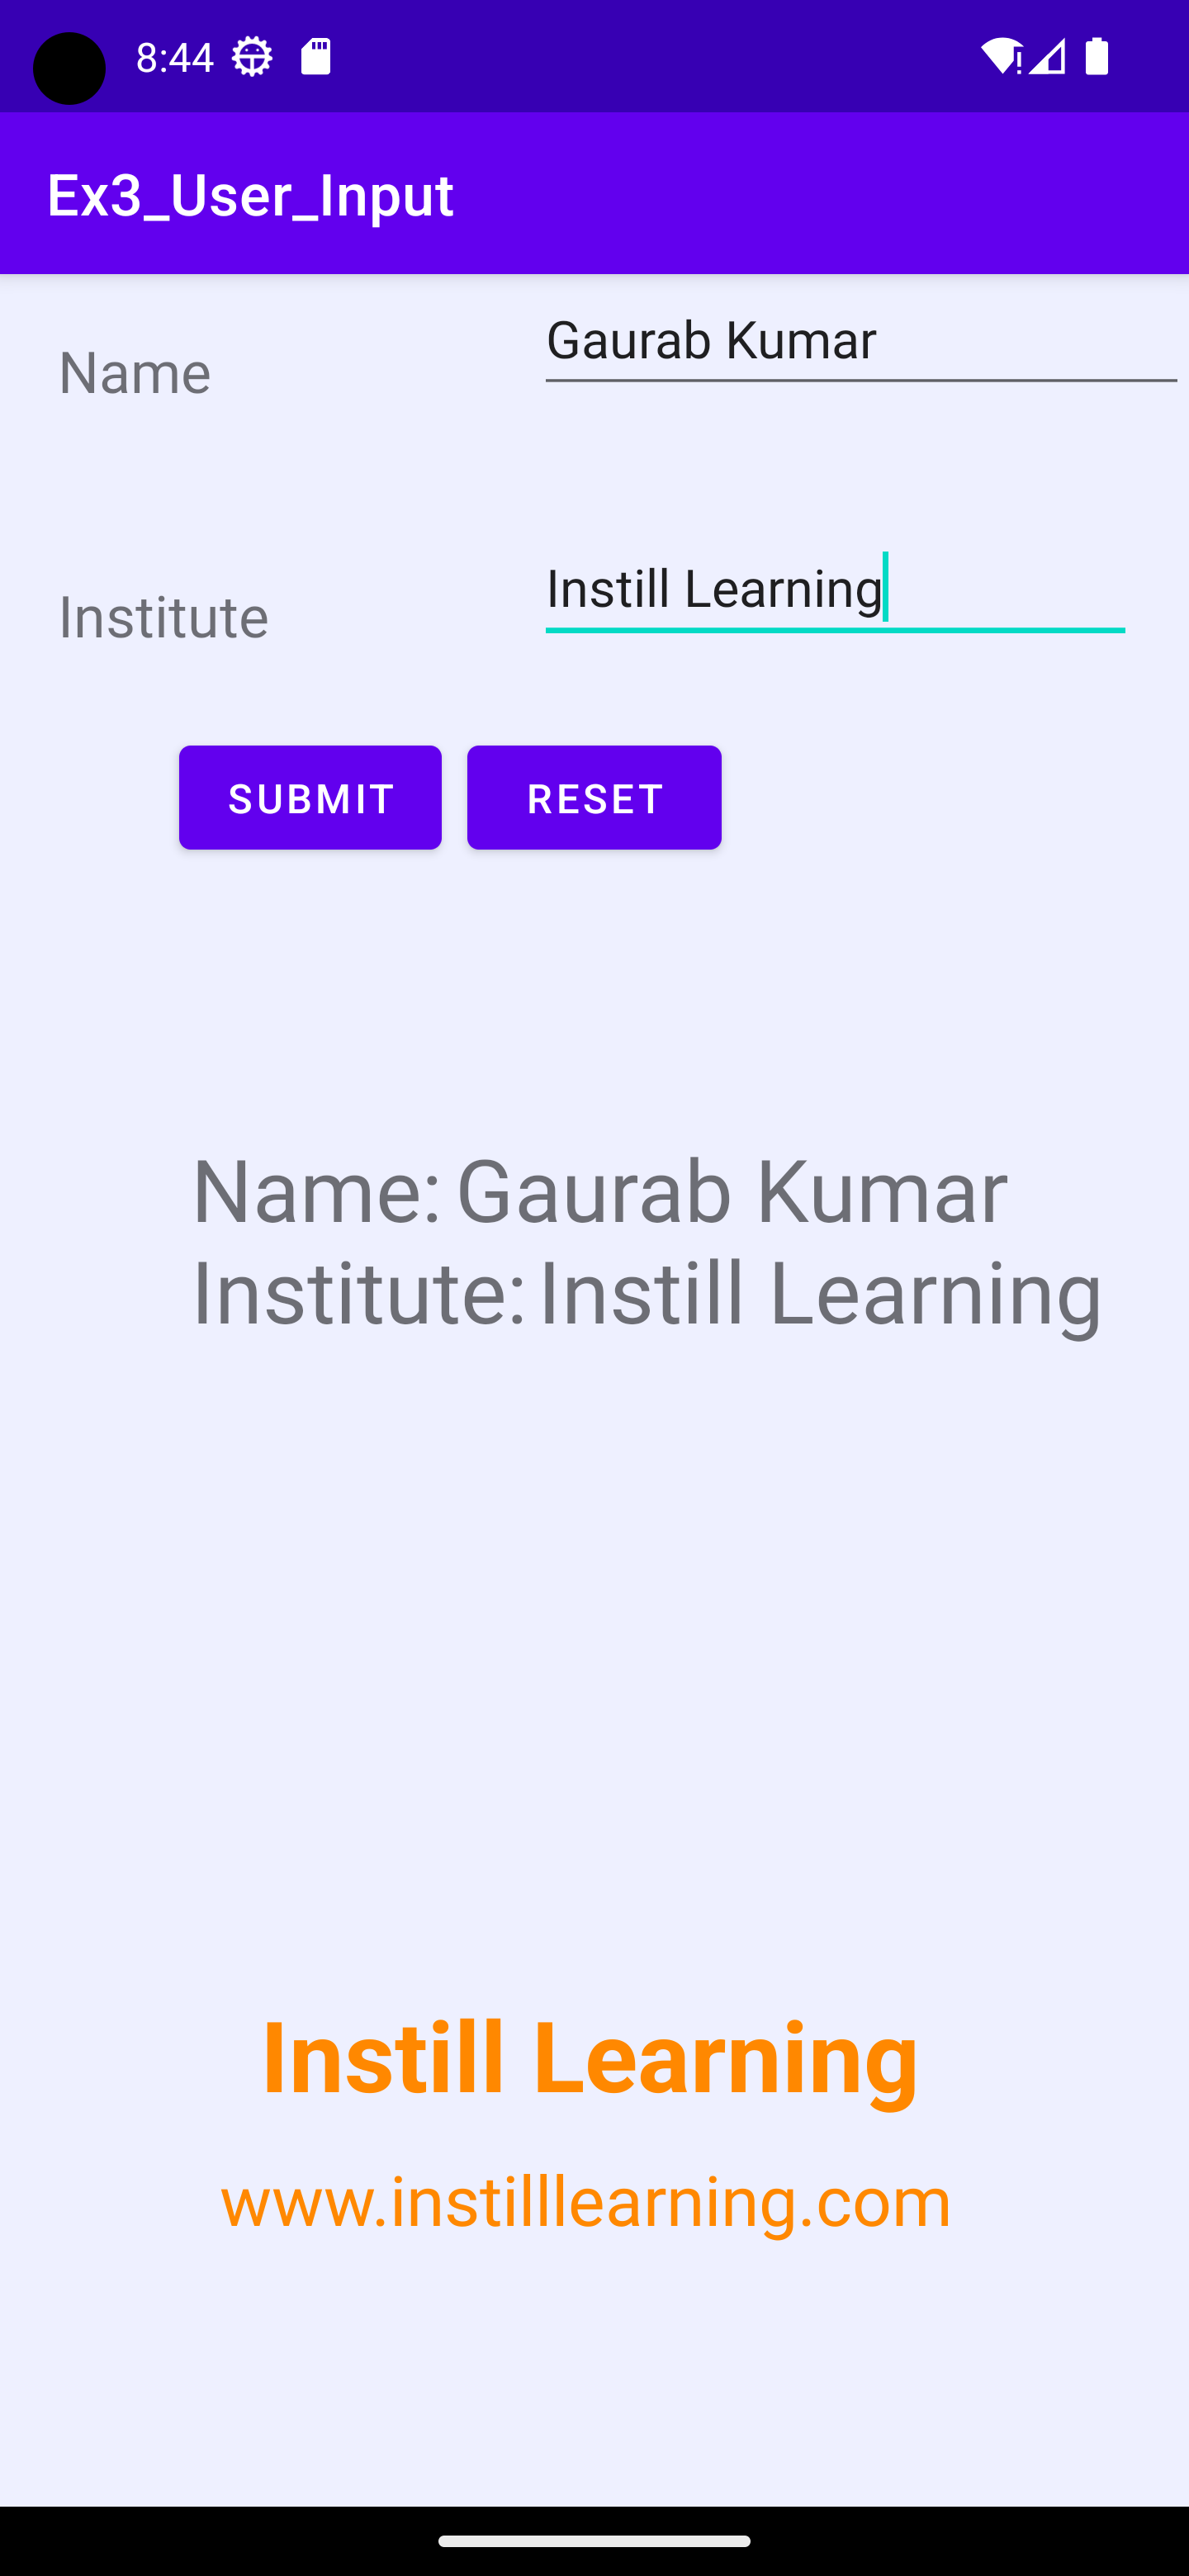 8:44
Ex3_User_Input
Name
Gaurab Kumar
Institute
Instill Learning
SUBMIT RESET
Name: Gaurab Kumar
Institute: Instill Learning
Instill Learning
www.instilllearning.com